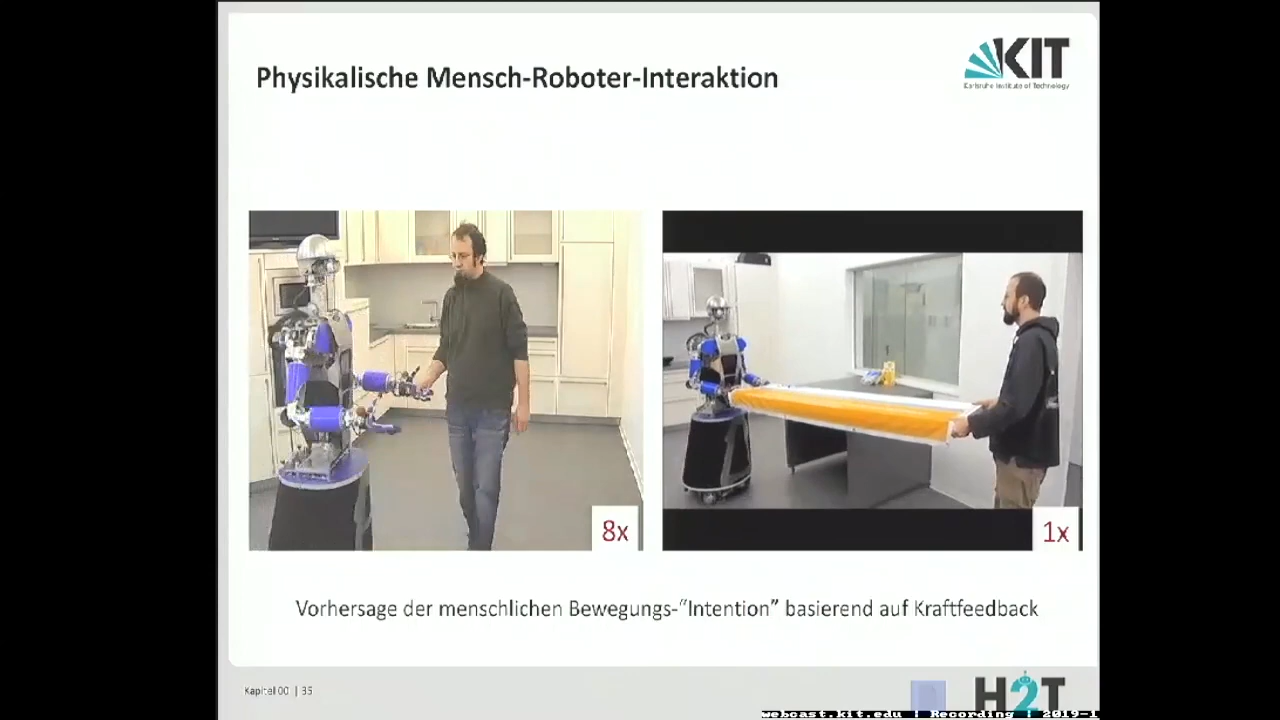 Physikalische Mensch-Roboter-Interaktion
KIT
Karlsruhe Institute of Technology
8x
1x
Vorhersage der menschlichen Bewegungs-“Intention” basierend auf Kraftfeedback
Kapitel 00 | 35
H2T
webcast.kit.edu | Recording | 2019-1